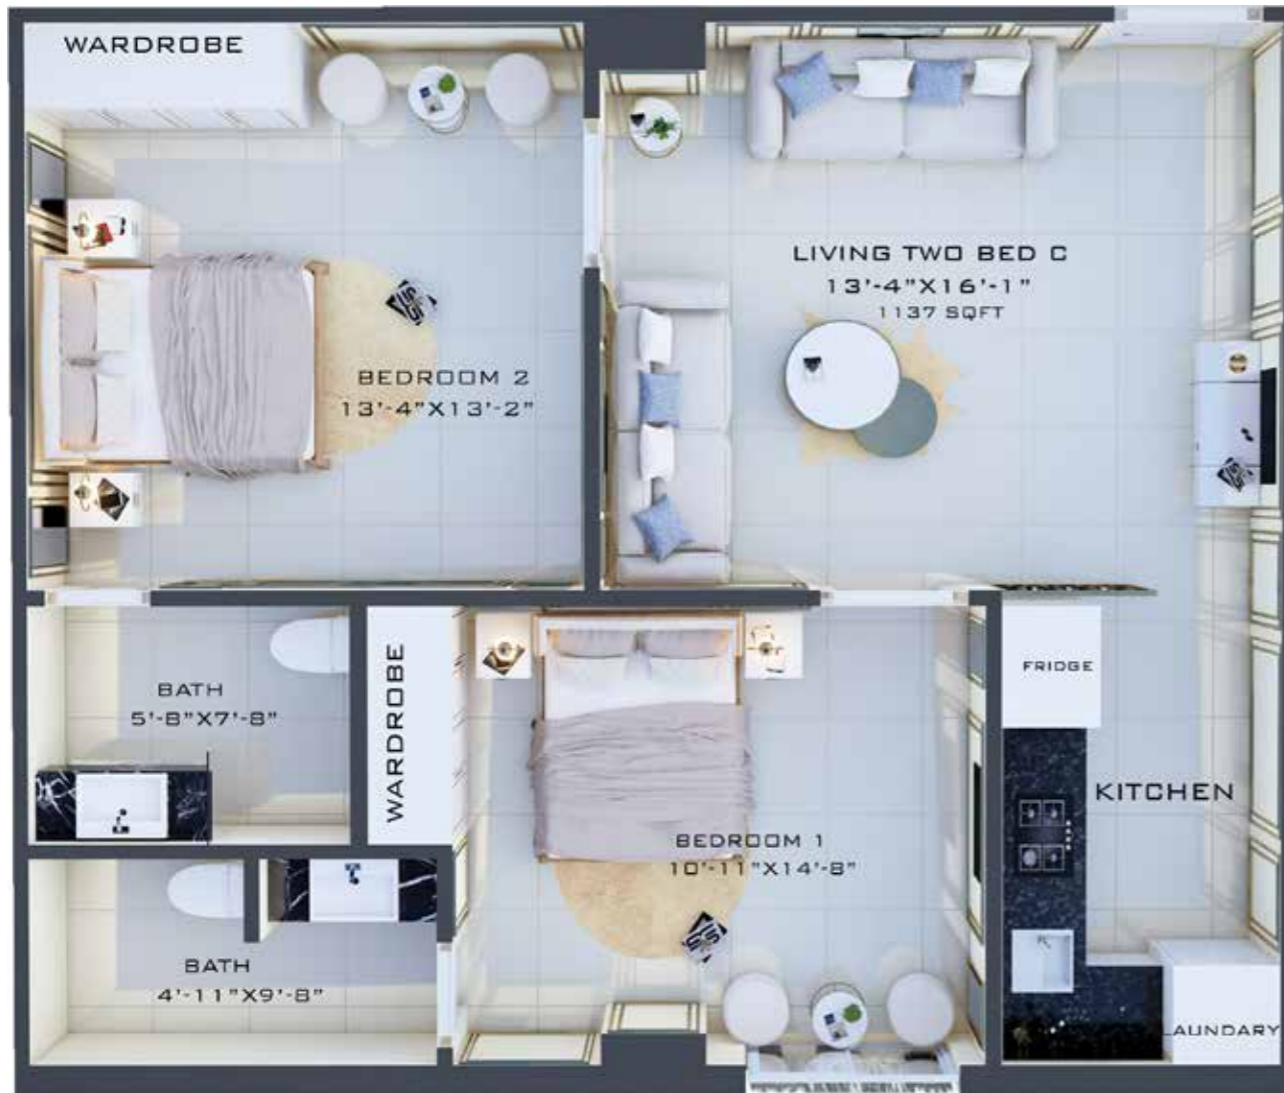 WARDROBE
LIVING TWO BED C
13'-4"X16'-1"
1137 SQFT
BEDROOM 2
13'-4"X13'-2"
WARDROBE
FRIDGE
BATH
5'-8"X7'-8"
KITCHEN
BEDROOM 1
10'-11"X14'-8"
BATH
4'-11"X9'-8"
LAUNDARY